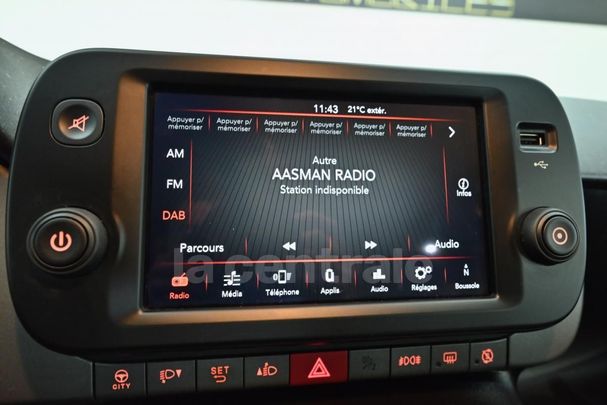 11:43 21°C extér.
Appuyer p/ mémoriser Appuyer p/ mémoriser Appuyer p/ mémoriser Appuyer p/ mémoriser Appuyer p/ mémoriser Appuyer p/ mémoriser
AM
Autre
AASMAN RADIO
Station indisponible
FM
Infos
DAB
Parcours
Audio
la centrale
Radio Média Téléphone Applis Audio Réglages N Boussole
CITY SET